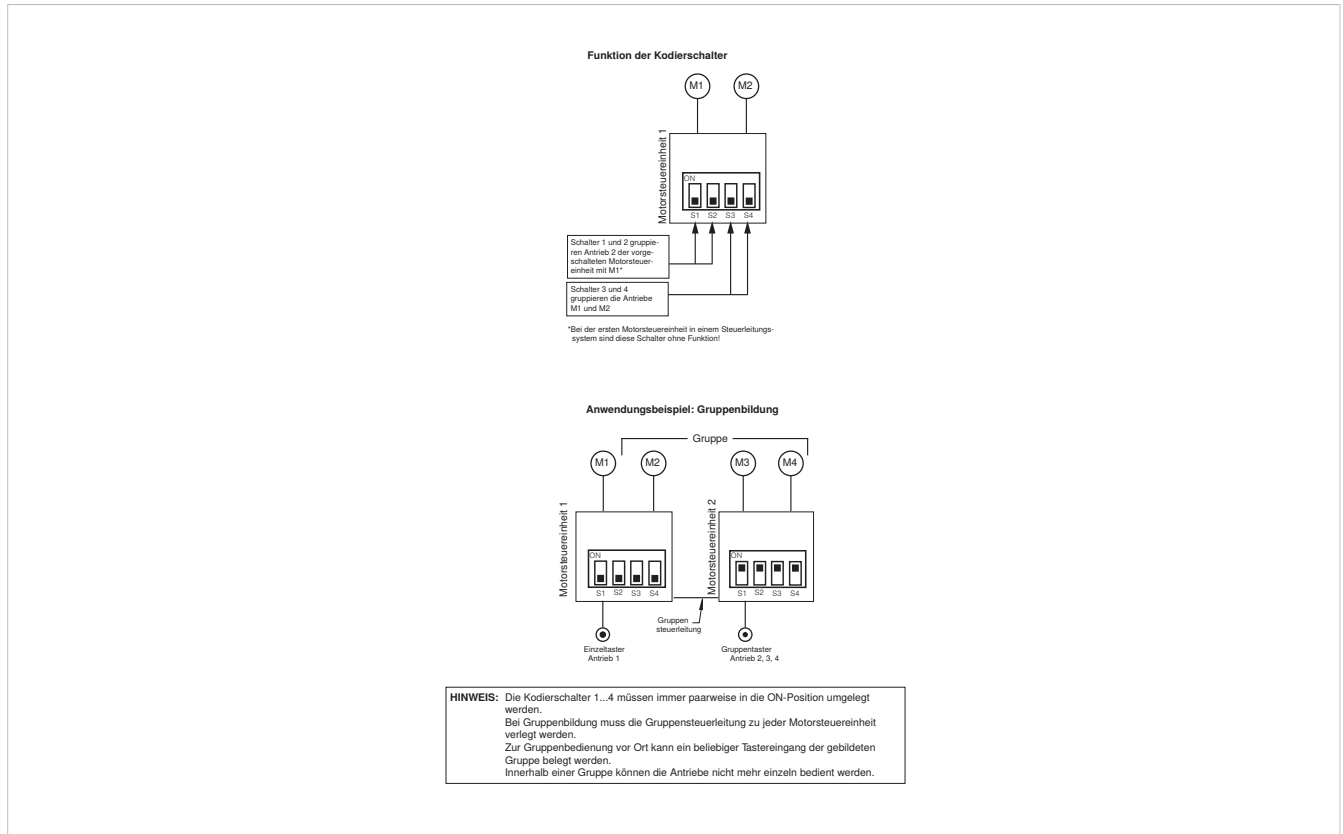 Funktion der Kodierschalter
M1 M2
Motorsteuereinheit 1
ON
S1 S2 S3 S4
Schalter 1 und 2 gruppie-
ren Antrieb 2 der vorge-
schalteten Motorsteuer-
einheit mit M1*
Schalter 3 und 4
gruppieren die Antriebe
M1 und M2
*Bei der ersten Motorsteuereinheit in einem Steuerleitungs-
system sind diese Schalter ohne Funktion!
Anwendungsbeispiel: Gruppenbildung
Gruppe
M1 M2 M3 M4
Motorsteuereinheit 1
ON
S1 S2 S3 S4
Motorsteuereinheit 2
ON
S1 S2 S3 S4
Gruppen
steuerleitung
Einzeltaster
Antrieb 1
Gruppentaster
Antrieb 2, 3, 4
HINWEIS: Die Kodierschalter 1...4 müssen immer paarweise in die ON-Position umgelegt
werden.
Bei Gruppenbildung muss die Gruppensteuerleitung zu jeder Motorsteuereinheit
verlegt werden.
Zur Gruppenbedienung vor Ort kann ein beliebiger Tastereingang der gebildeten
Gruppe belegt werden.
Innerhalb einer Gruppe können die Antriebe nicht mehr einzeln bedient werden.